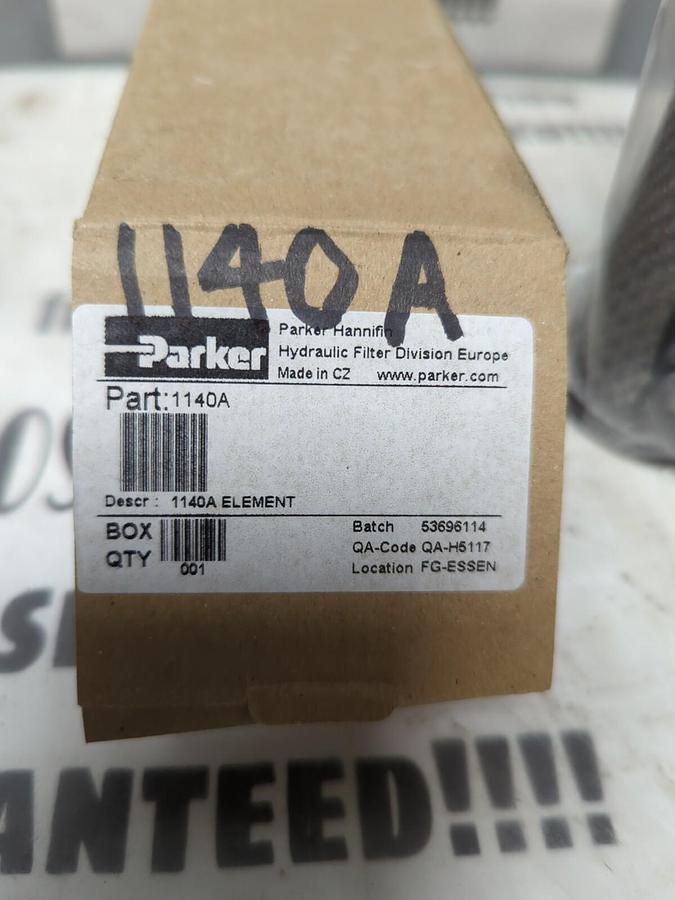 1140A
Parker
Parker Hannifin
Hydraulic Filter Division Europe
Made in CZ www.parker.com
Part:1140A
Descr : 1140A ELEMENT
BOX
QTY
001
Batch 53696114
QA-Code QA-H5117
Location FG-ESSEN
ANTEED!!!!